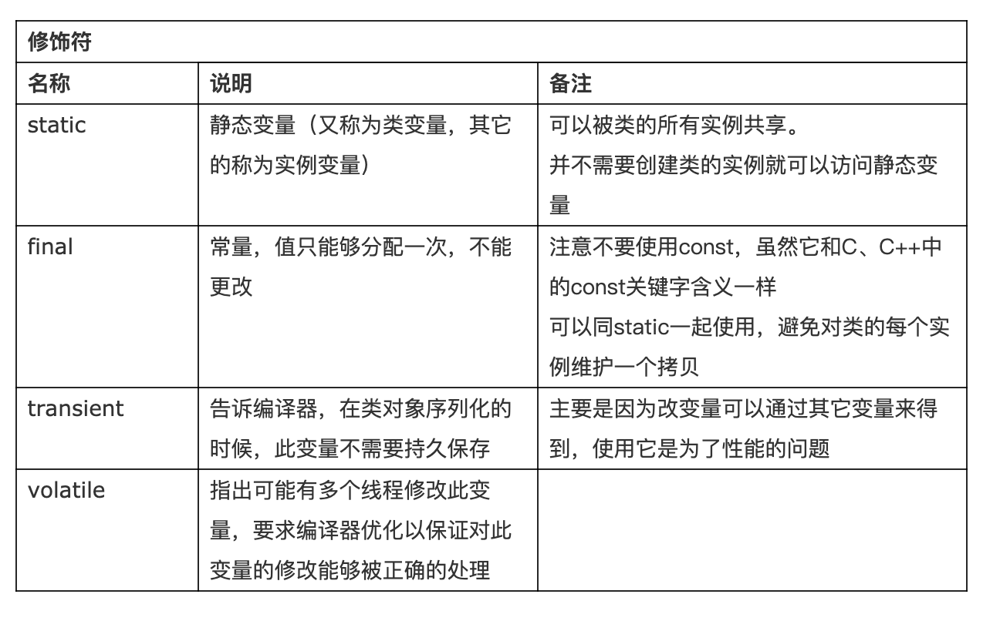 修饰符
名称 说明 备注
static 静态变量（又称为类变量，其它 可以被类的所有实例共享。
的称为实例变量） 并不需要创建类的实例就可以访问静态变
量
final 常量，值只能够分配一次，不能 注意不要使用const，虽然它和C、C++中
更改 的const关键字含义一样
可以同static一起使用，避免对类的每个实
例维护一个拷贝
transient 告诉编译器，在类对象序列化的 主要是因为改变量可以通过其它变量来得
时候，此变量不需要持久保存 到，使用它是为了性能的问题
volatile 指出可能有多个线程修改此变
量，要求编译器优化以保证对此
变量的修改能够被正确的处理